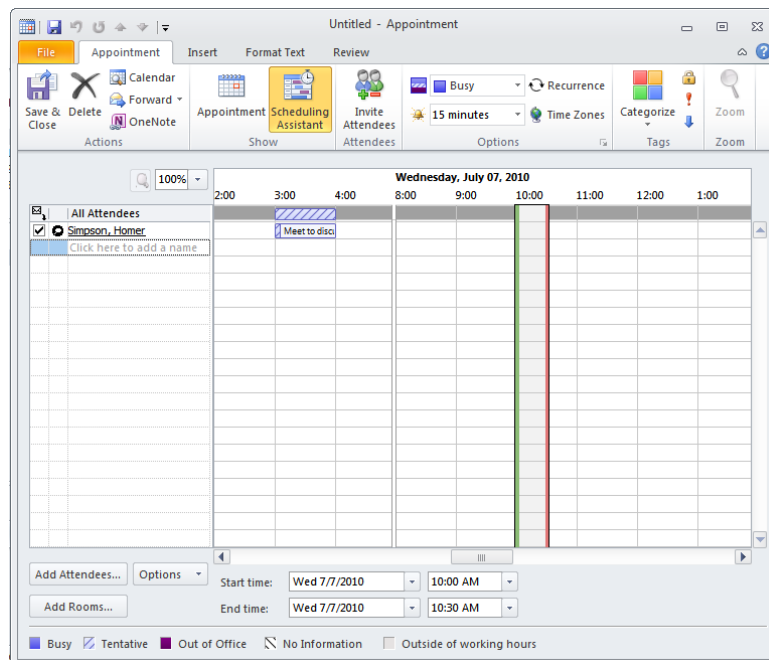 Untitled - Appointment
File Appointment Insert Format Text Review
Save & Close Delete Calendar Forward OneNote Actions
Appointment Scheduling Assistant Show
Invite Attendees Attendees
Busy Recurrence
15 minutes Time Zones
Options
Categorize Tags
Zoom Zoom
100%
Wednesday, July 07, 2010
2:00 3:00 4:00 8:00 9:00 10:00 11:00 12:00 1:00
All Attendees
Simpson, Homer Meet to discu
Click here to add a name
Add Attendees... Options
Start time: Wed 7/7/2010 10:00 AM
Add Rooms...
End time: Wed 7/7/2010 10:30 AM
Busy Tentative Out of Office No Information Outside of working hours